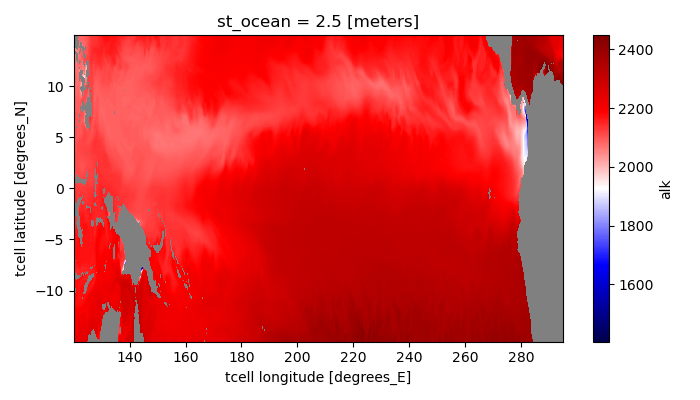 st_ocean = 2.5 [meters]
10
5
0
−5
−10
tcell latitude [degrees_N]
140 160 180 200 220 240 260 280
tcell longitude [degrees_E]
2400
2200
2000
1800
1600
alk